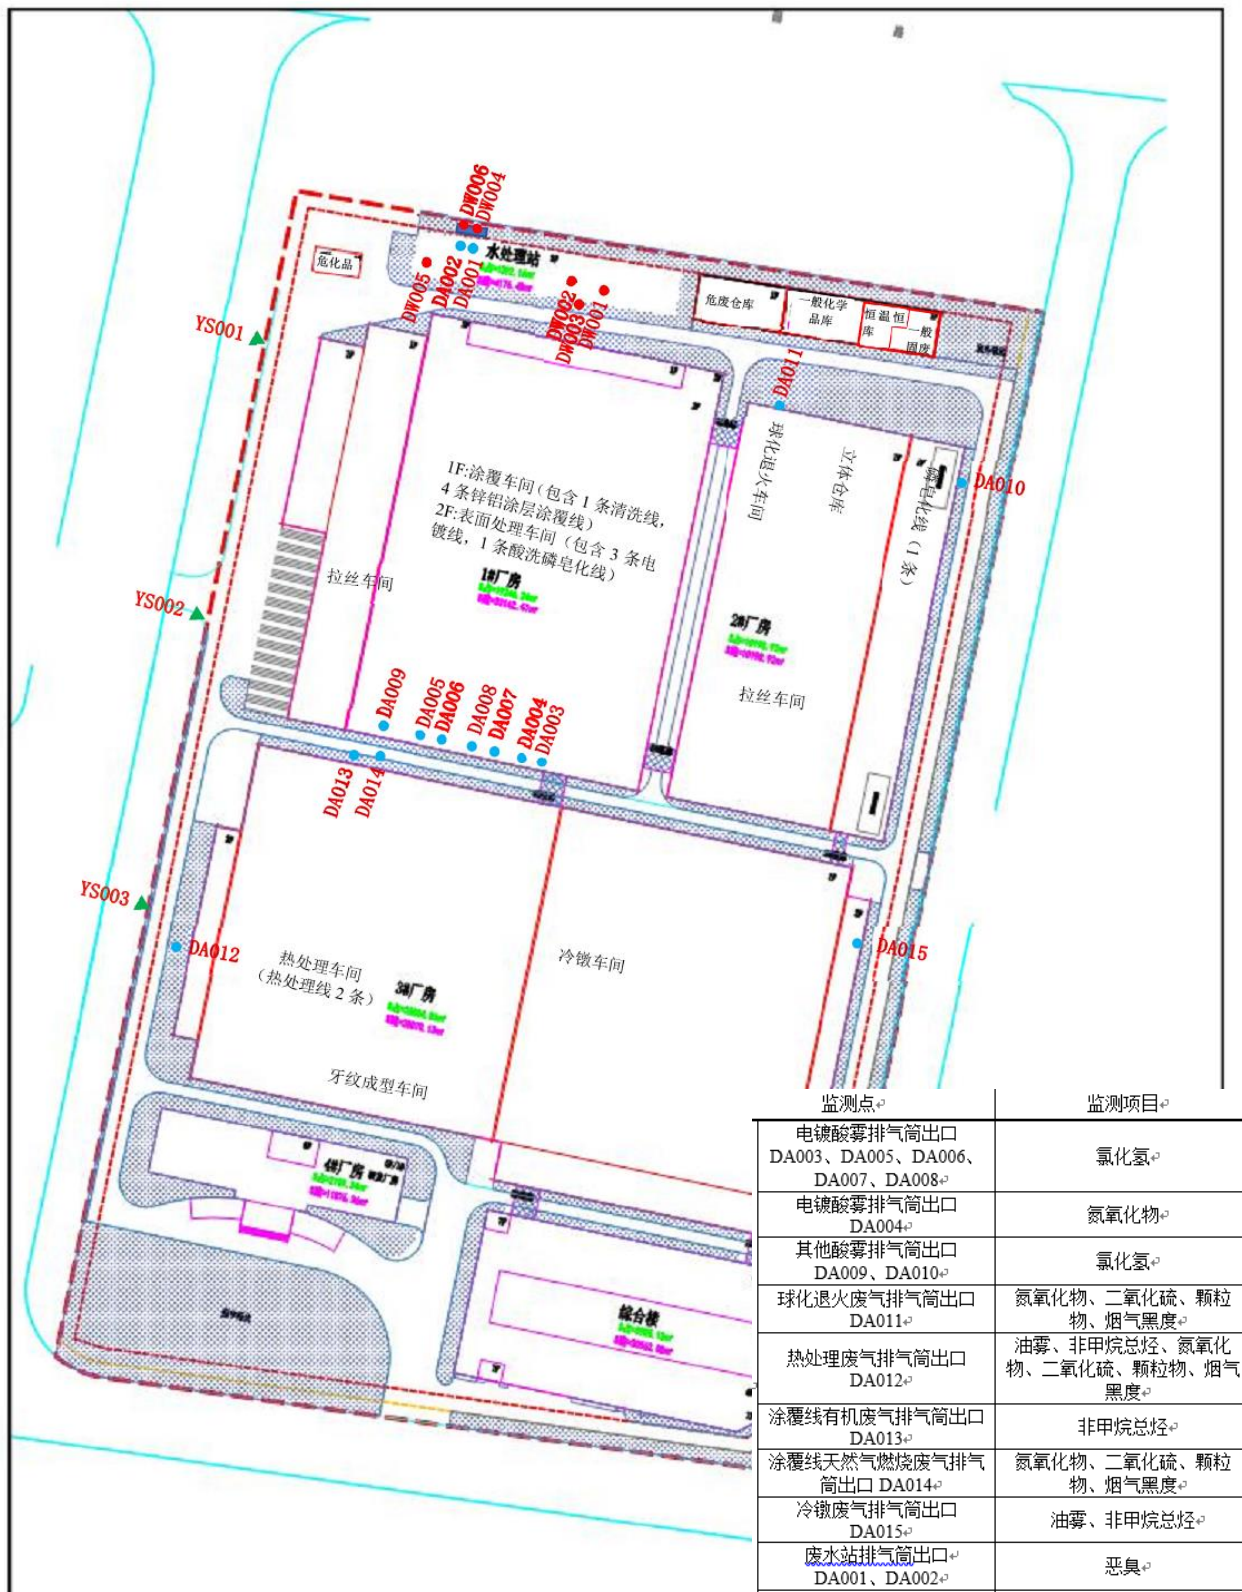 DW006
DW004
水处理站
危化品
DW005
DA002
DA001
DW002
DW003
DW001
危废仓库
一般化学
品库
恒温恒
库
一般
固废
YS001
DA011
球化退火车间
立体仓库
磷皂化线（1条）
DA010
1F:涂覆车间(包含 1 条清洗线，
4 条锌铝涂层涂覆线)
2F:表面处理车间（包含 3 条电
镀线，1 条酸洗磷皂化线）
1#厂房
拉丝车间
YS002
2#厂房
拉丝车间
DA009
DA005
DA006
DA008
DA007
DA004
DA003
DA013
DA014
YS003
DA012
DA015
热处理车间
（热处理线 2 条）
冷镦车间
3#厂房
牙纹成型车间
4#厂房
综合楼
监测点 监测项目
电镀酸雾排气筒出口
DA003、DA005、DA006、
DA007、DA008
氯化氢
电镀酸雾排气筒出口
DA004
氮氧化物
其他酸雾排气筒出口
DA009、DA010
氯化氢
球化退火废气排气筒出口
DA011
氮氧化物、二氧化硫、颗粒
物、烟气黑度
热处理废气排气筒出口
DA012
油雾、非甲烷总烃、氮氧化
物、二氧化硫、颗粒物、烟气
黑度
涂覆线有机废气排气筒出口
DA013
非甲烷总烃
涂覆线天然气燃烧废气排气
筒出口 DA014
氮氧化物、二氧化硫、颗粒
物、烟气黑度
冷镦废气排气筒出口
DA015
油雾、非甲烷总烃
废水站排气筒出口
DA001、DA002
恶臭